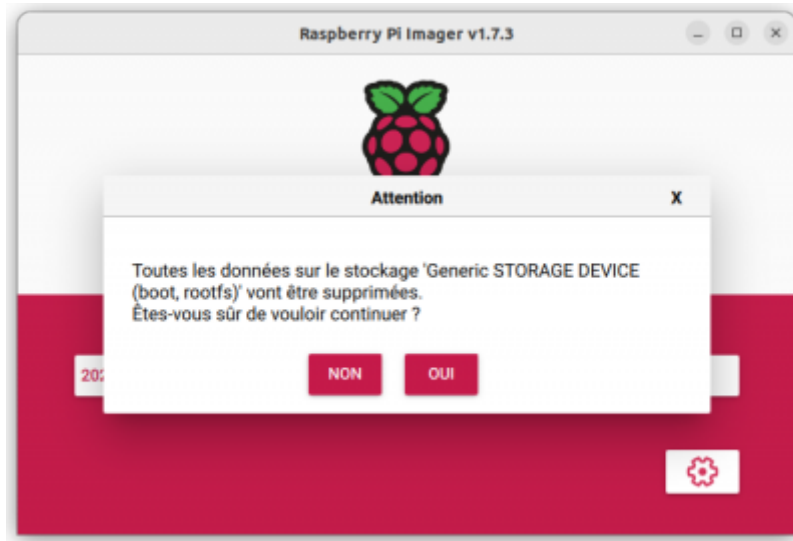 Raspberry Pi Imager v1.7.3
Attention
X
Toutes les données sur le stockage 'Generic STORAGE DEVICE
(boot, rootfs)' vont être supprimées.
Êtes-vous sûr de vouloir continuer ?
NON
OUI
202